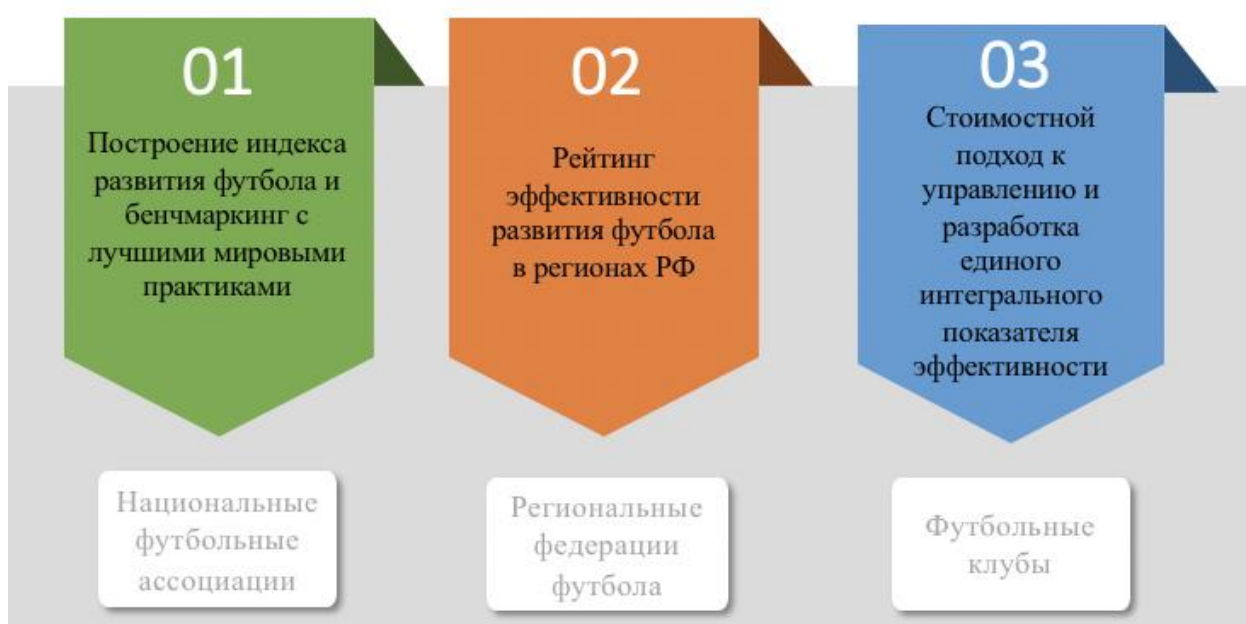 01
Построение индекса
развития футбола и
бенчмаркинг с
лучшими мировыми
практиками
02
Рейтинг
эффективности
развития футбола
в регионах РФ
03
Стоимостной
подход к
управлению и
разработка
единого
интегрального
показателя
эффективности
Национальные
футбольные
ассоциации
Региональные
федерации
футбола
Футбольные
клубы